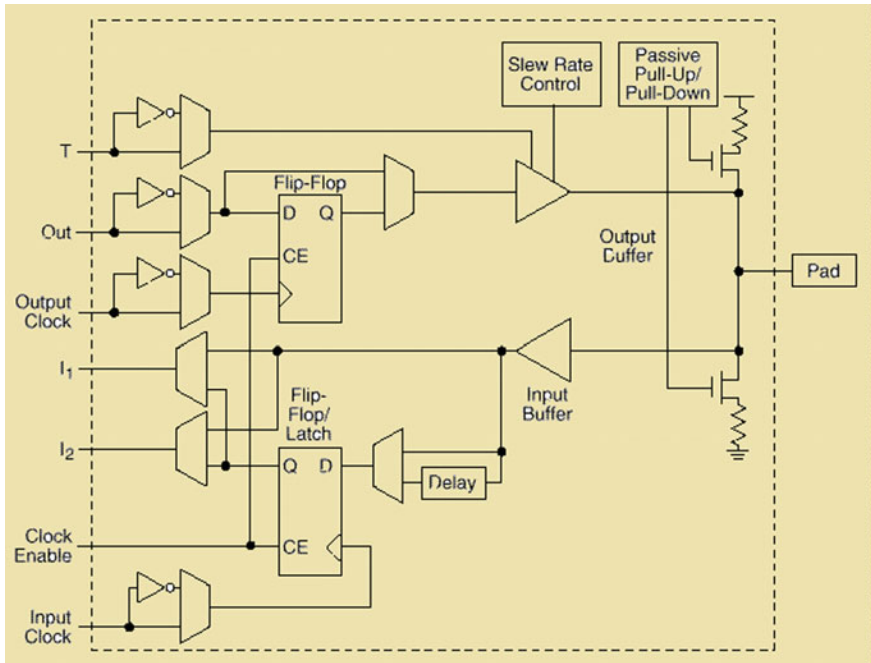 Slew Rate
Control
Passive
Pull-Up/
Pull-Down
T
Flip-Flop
D
Q
Out
CE
Output
Buffer
Pad
Output
Clock
I1
Input
Buffer
Flip-
Flop/
Latch
I2
Q
D
Delay
Clock
Enable
CE
Input
Clock